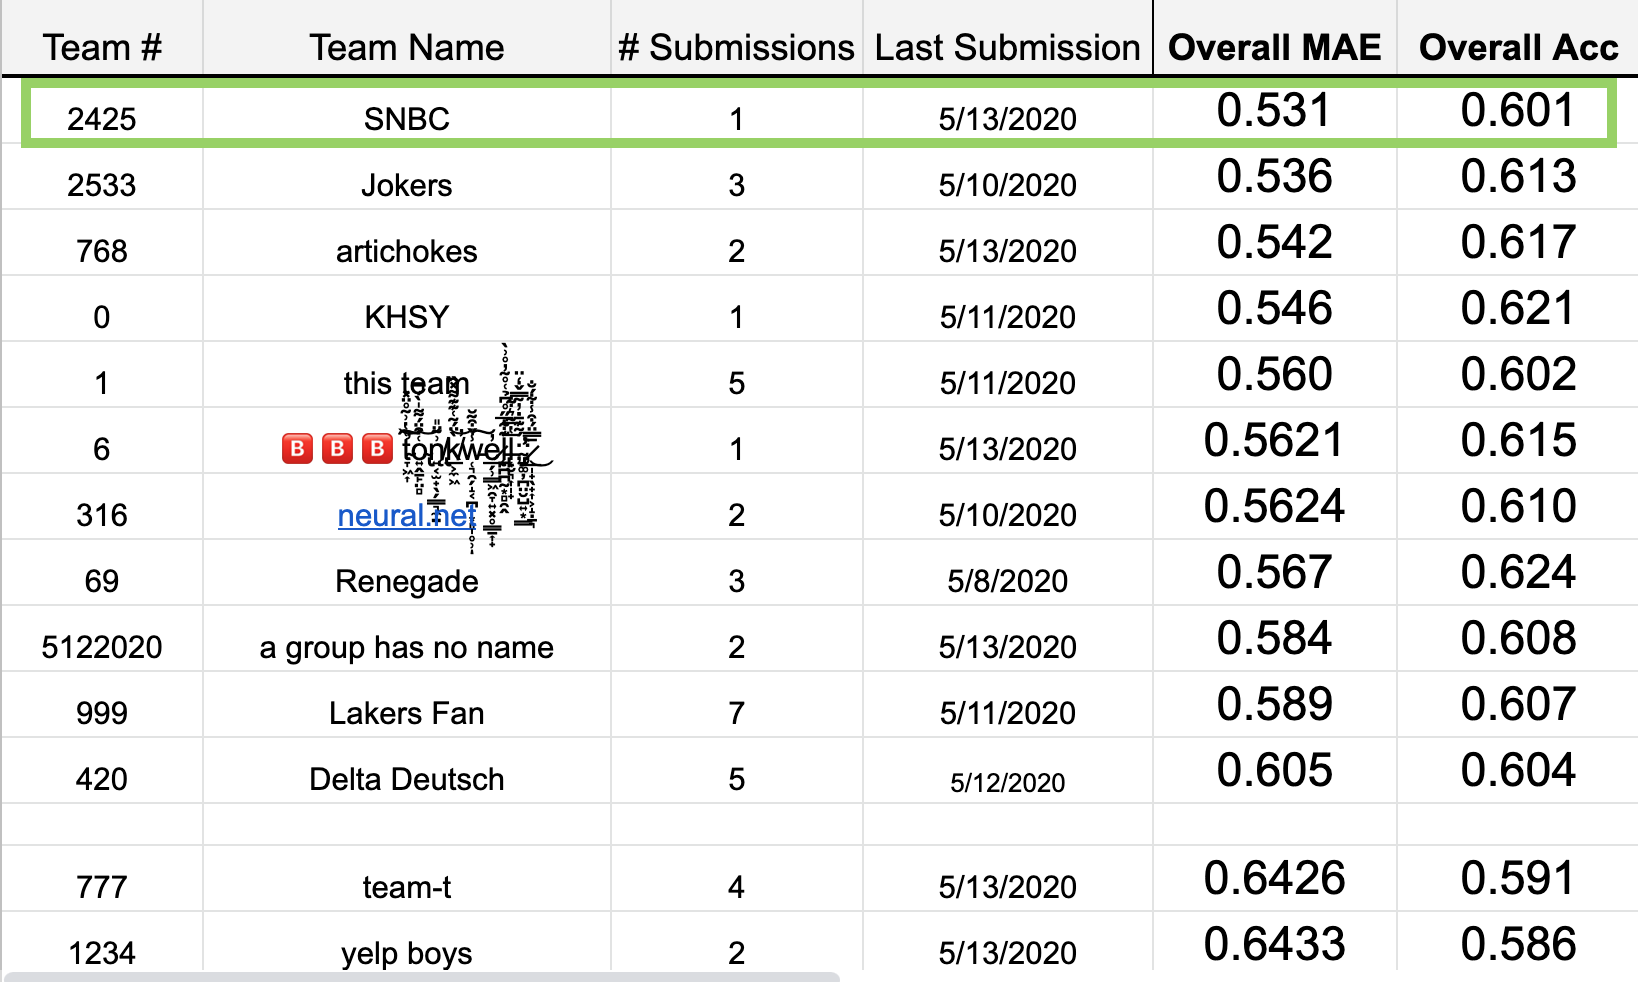 Team # Team Name # Submissions Last Submission Overall MAE Overall Acc
2425 SNBC 1 5/13/2020 0.531 0.601
2533 Jokers 3 5/10/2020 0.536 0.613
768 artichokes 2 5/13/2020 0.542 0.617
0 KHSY 1 5/11/2020 0.546 0.621
1 this team 5 5/11/2020 0.560 0.602
6 🅱️ 🅱️ 🅱️ tonkwell 1 5/13/2020 0.5621 0.615
316 neural.net 2 5/10/2020 0.5624 0.610
69 Renegade 3 5/8/2020 0.567 0.624
5122020 a group has no name 2 5/13/2020 0.584 0.608
999 Lakers Fan 7 5/11/2020 0.589 0.607
420 Delta Deutsch 5 5/12/2020 0.605 0.604
777 team-t 4 5/13/2020 0.6426 0.591
1234 yelp boys 2 5/13/2020 0.6433 0.586